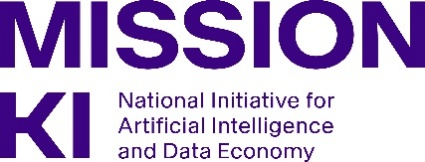 MISSION
KI
National Initiative for
Artificial Intelligence
and Data Economy